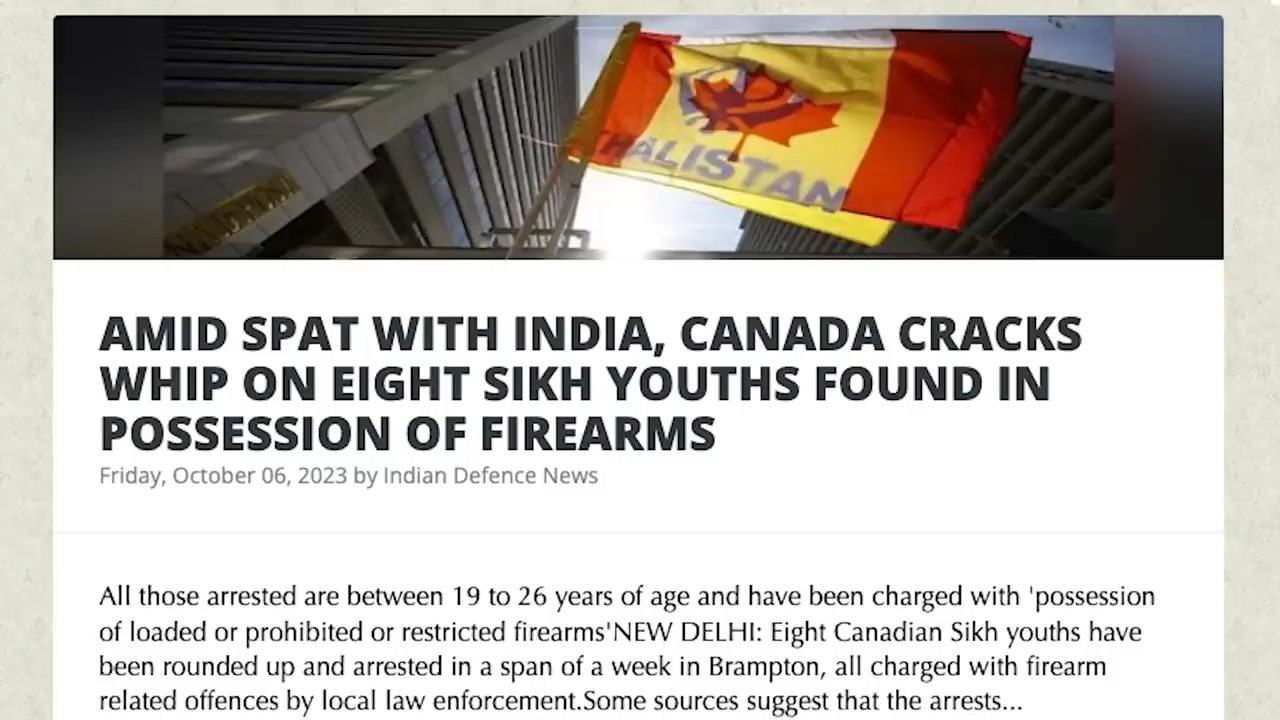 KHALISTAN
AMID SPAT WITH INDIA, CANADA CRACKS
WHIP ON EIGHT SIKH YOUTHS FOUND IN
POSSESSION OF FIREARMS
Friday, October 06, 2023 by Indian Defence News
All those arrested are between 19 to 26 years of age and have been charged with 'possession
of loaded or prohibited or restricted firearms'NEW DELHI: Eight Canadian Sikh youths have
been rounded up and arrested in a span of a week in Brampton, all charged with firearm
related offences by local law enforcement.Some sources suggest that the arrests...